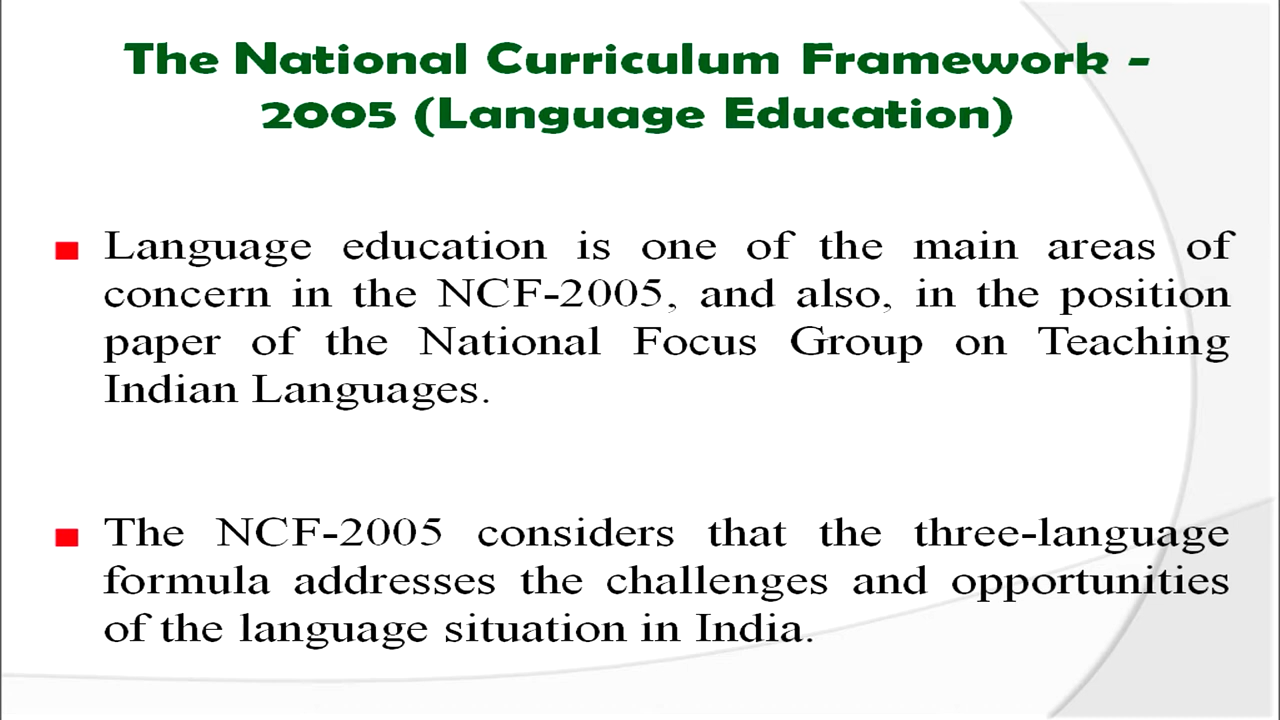 The National Curriculum Framework -
2005 (Language Education)
Language education is one of the main areas of
concern in the NCF-2005, and also, in the position
paper of the National Focus Group on Teaching
Indian Languages.
The NCF-2005 considers that the three-language
formula addresses the challenges and opportunities
of the language situation in India.